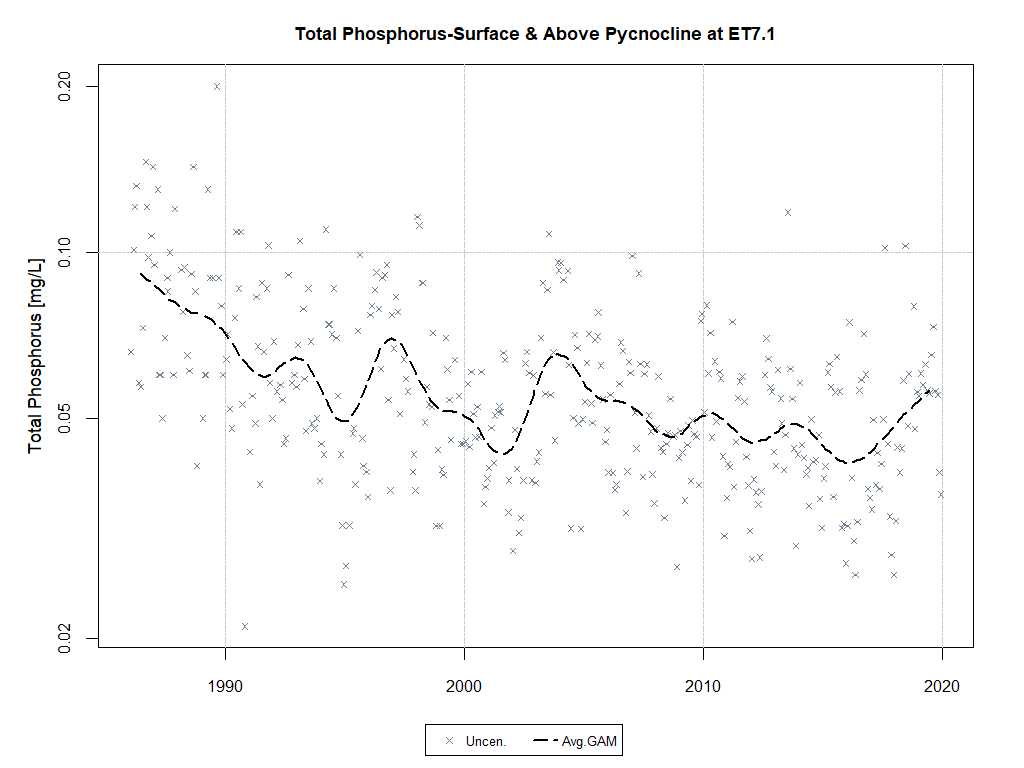 Total Phosphorus-Surface & Above Pycnocline at ET7.1
Total Phosphorus [mg/L]
0.20
0.10
0.05
0.02
1990 2000 2010 2020
Uncen. Avg.GAM